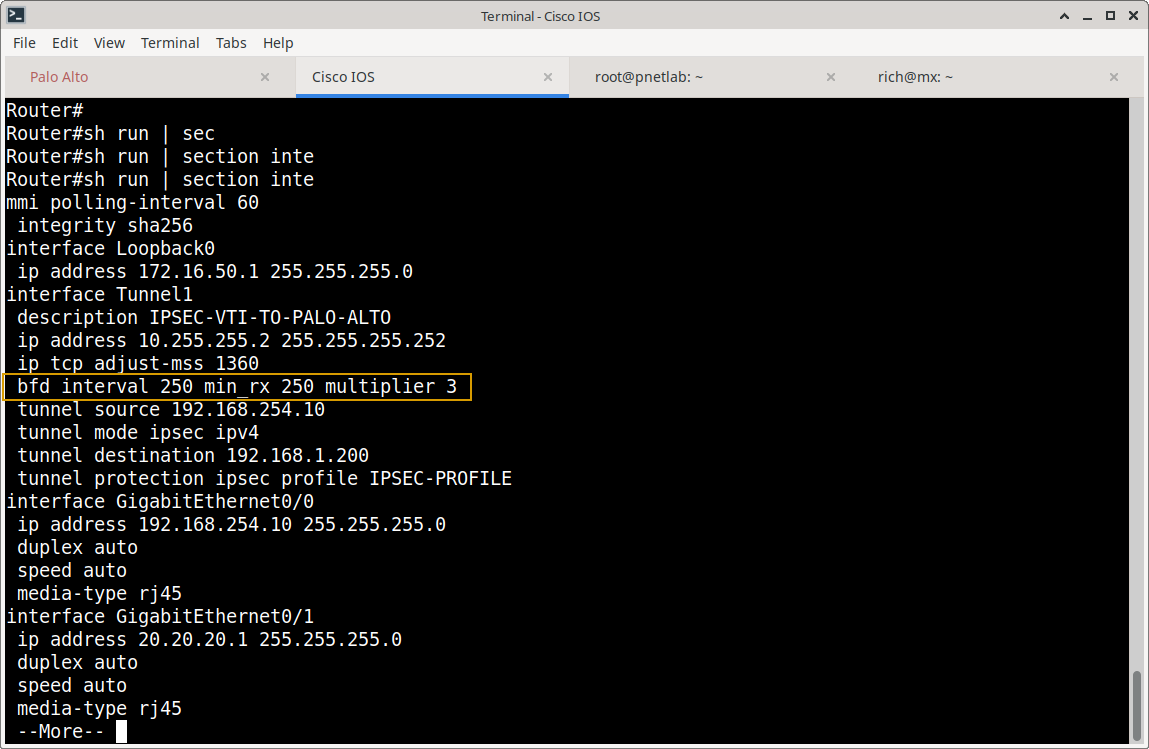 Terminal - Cisco IOS
File Edit View Terminal Tabs Help
Palo Alto Cisco IOS root@pnetlab: ~ rich@mx: ~
Router#
Router#sh run | sec
Router#sh run | section inte
Router#sh run | section inte
mmi polling-interval 60
 integrity sha256
interface Loopback0
 ip address 172.16.50.1 255.255.255.0
interface Tunnel1
 description IPSEC-VTI-TO-PALO-ALTO
 ip address 10.255.255.2 255.255.255.252
 ip tcp adjust-mss 1360
 bfd interval 250 min_rx 250 multiplier 3
 tunnel source 192.168.254.10
 tunnel mode ipsec ipv4
 tunnel destination 192.168.1.200
 tunnel protection ipsec profile IPSEC-PROFILE
interface GigabitEthernet0/0
 ip address 192.168.254.10 255.255.255.0
 duplex auto
 speed auto
 media-type rj45
interface GigabitEthernet0/1
 ip address 20.20.20.1 255.255.255.0
 duplex auto
 speed auto
 media-type rj45
 --More--